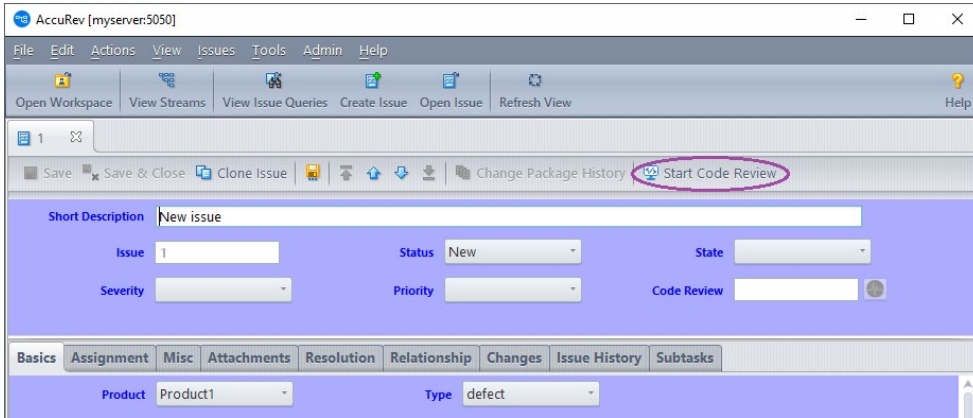 AccuRev [myserver:5050]
File Edit Actions View Issues Tools Admin Help
Open Workspace View Streams View Issue Queries Create Issue Open Issue Refresh View Help
1
Save Save & Close Clone Issue Change Package History Start Code Review
Short Description New issue
Issue 1 Status New State
Severity Priority Code Review
Basics Assignment Misc Attachments Resolution Relationship Changes Issue History Subtasks
Product Product1 Type defect